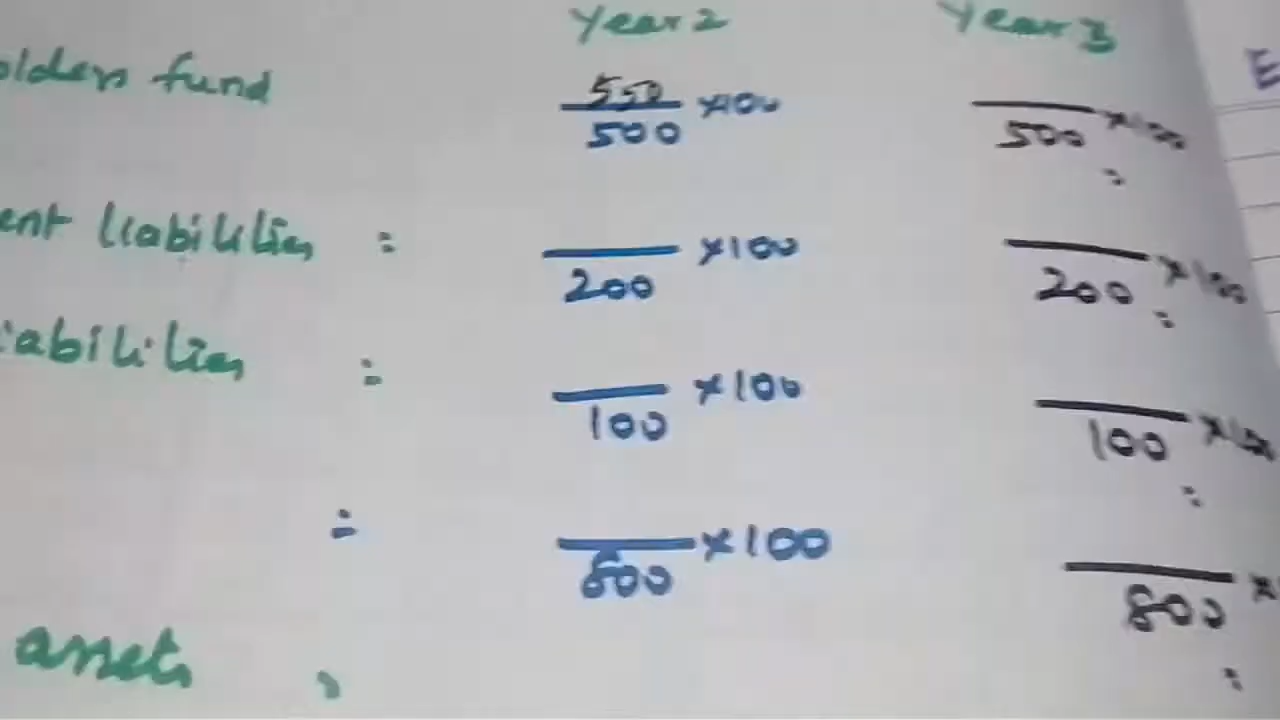 Year 2 Year 3
olders fund 550/500 ×100 /500 ×100
:
ent liabilities : /200 ×100 /200 ×100
:
iabilities : /100 ×100 /100 ×100
:
= /800 ×100 /800 ×
:
assets :
E